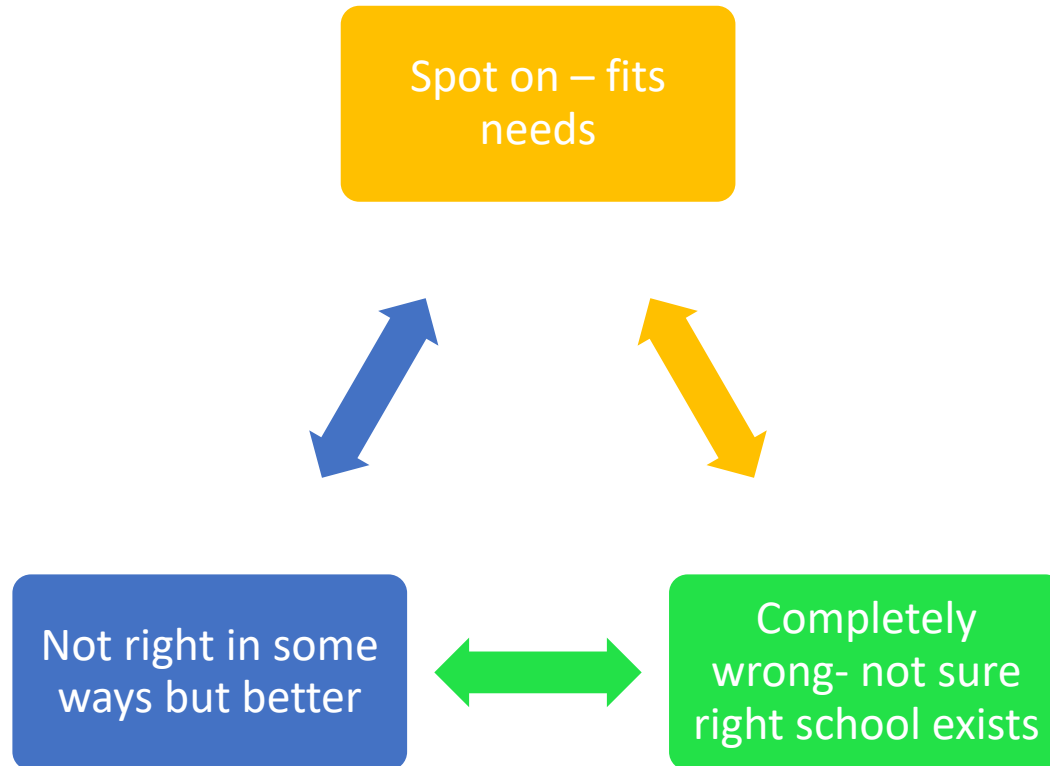 Spot on – fits
needs
Not right in some
ways but better
Completely
wrong- not sure
right school exists